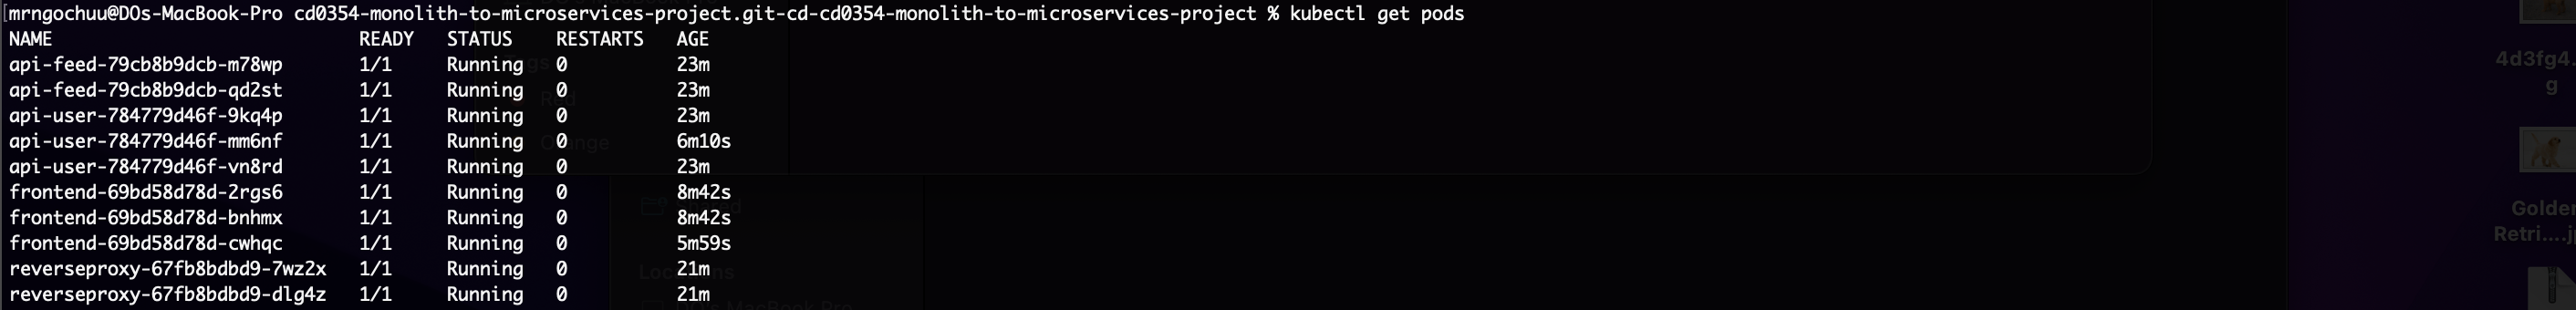 [mrngochuu@DOs-MacBook-Pro cd0354-monolith-to-microservices-project.git-cd-cd0354-monolith-to-microservices-project % kubectl get pods
NAME READY STATUS RESTARTS AGE
api-feed-79cb8b9dcb-m78wp 1/1 Running 0 23m
api-feed-79cb8b9dcb-qd2st 1/1 Running 0 23m
api-user-784779d46f-9kq4p 1/1 Running 0 23m
api-user-784779d46f-mm6nf 1/1 Running 0 6m10s
api-user-784779d46f-vn8rd 1/1 Running 0 23m
frontend-69bd58d78d-2rgs6 1/1 Running 0 8m42s
frontend-69bd58d78d-bnhmx 1/1 Running 0 8m42s
frontend-69bd58d78d-cwhqc 1/1 Running 0 5m59s
reverseproxy-67fb8bdbd9-7wz2x 1/1 Running 0 21m
reverseproxy-67fb8bdbd9-dlg4z 1/1 Running 0 21m
Red
Orange
Shared
Locations
4d3fg4.
g
Golden
Retri....j